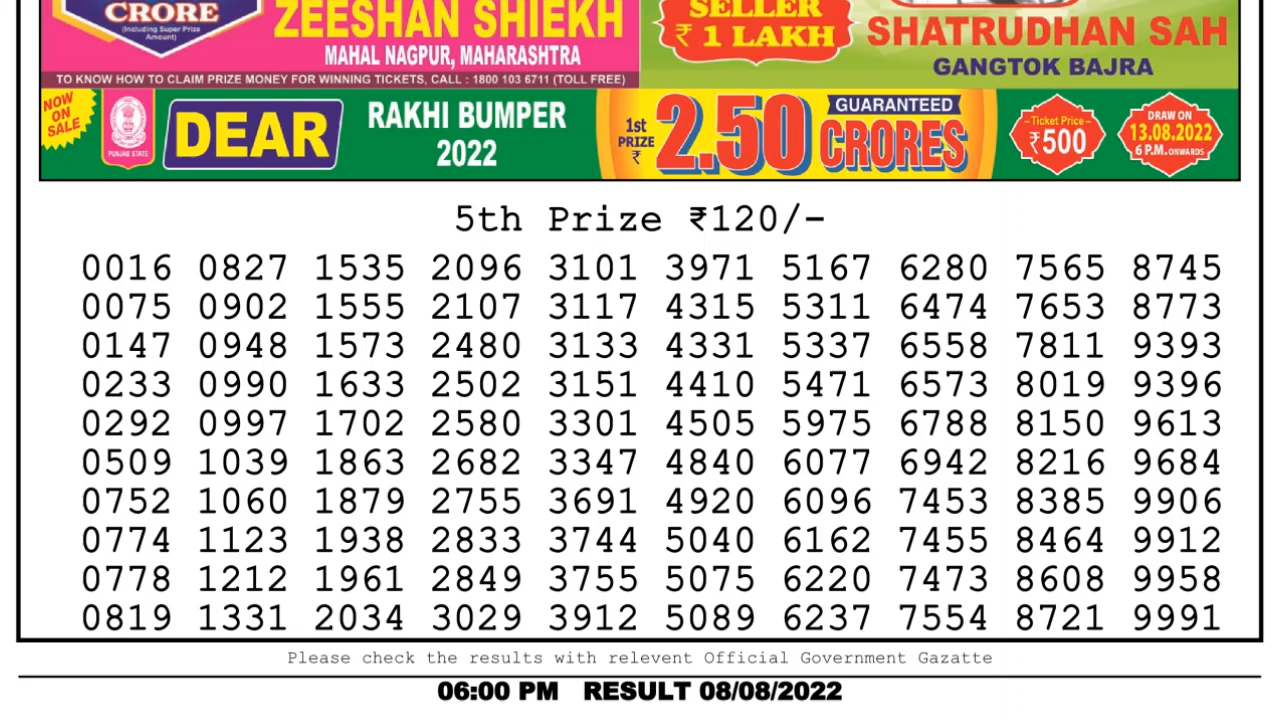 CRORE
(Including Super Prize
Amount)
ZEESHAN SHIEKH
MAHAL NAGPUR, MAHARASHTRA
SELLER
₹ 1 LAKH
SHATRUDHAN SAH
GANGTOK BAJRA
TO KNOW HOW TO CLAIM PRIZE MONEY FOR WINNING TICKETS, CALL : 1800 103 6711 (TOLL FREE)
NOW
ON
SALE
PUNJAB STATE
DEAR
RAKHI BUMPER
2022
1st
PRIZE
₹
2.50
GUARANTEED
CRORES
Ticket Price
₹500
DRAW ON
13.08.2022
6 P.M. ONWARDS
5th Prize ₹120/-
0016 0827 1535 2096 3101 3971 5167 6280 7565 8745
0075 0902 1555 2107 3117 4315 5311 6474 7653 8773
0147 0948 1573 2480 3133 4331 5337 6558 7811 9393
0233 0990 1633 2502 3151 4410 5471 6573 8019 9396
0292 0997 1702 2580 3301 4505 5975 6788 8150 9613
0509 1039 1863 2682 3347 4840 6077 6942 8216 9684
0752 1060 1879 2755 3691 4920 6096 7453 8385 9906
0774 1123 1938 2833 3744 5040 6162 7455 8464 9912
0778 1212 1961 2849 3755 5075 6220 7473 8608 9958
0819 1331 2034 3029 3912 5089 6237 7554 8721 9991
Please check the results with relevent Official Government Gazatte
06:00 PM RESULT 08/08/2022